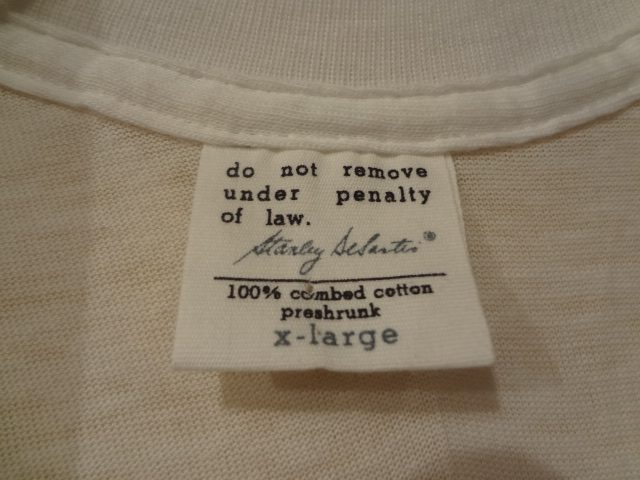 do not remove
under penalty
of law.
Stanley DeSantis®
100% combed cotton
preshrunk
x-large